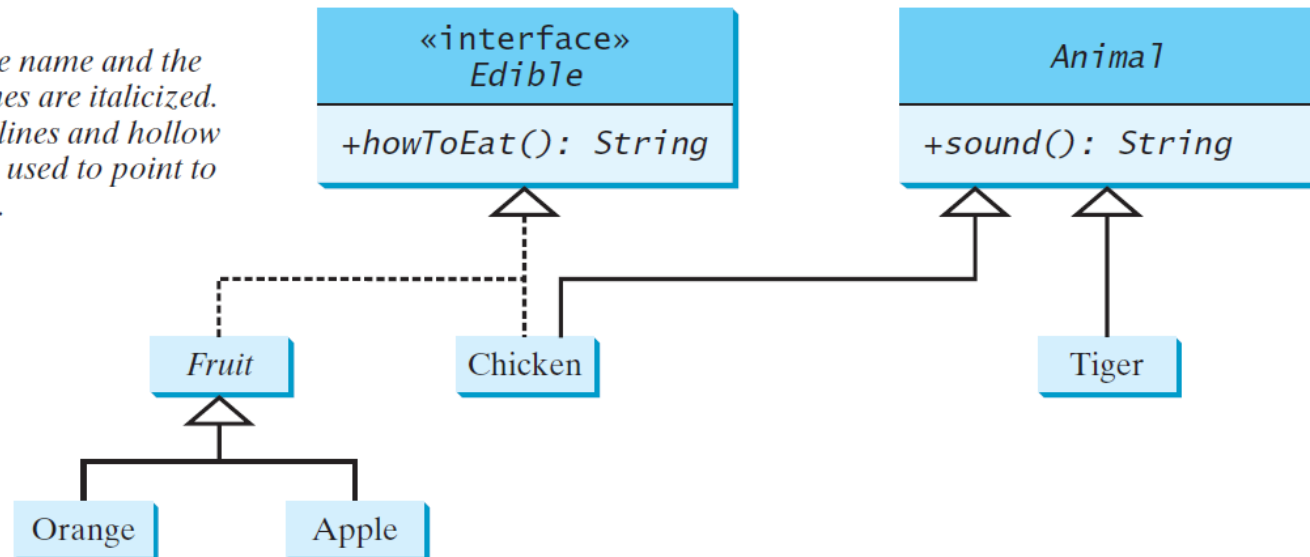 e name and the
nes are italicized.
lines and hollow
used to point to
.
«interface»
Edible
+howToEat(): String
Animal
+sound(): String
Fruit
Chicken
Tiger
Orange
Apple